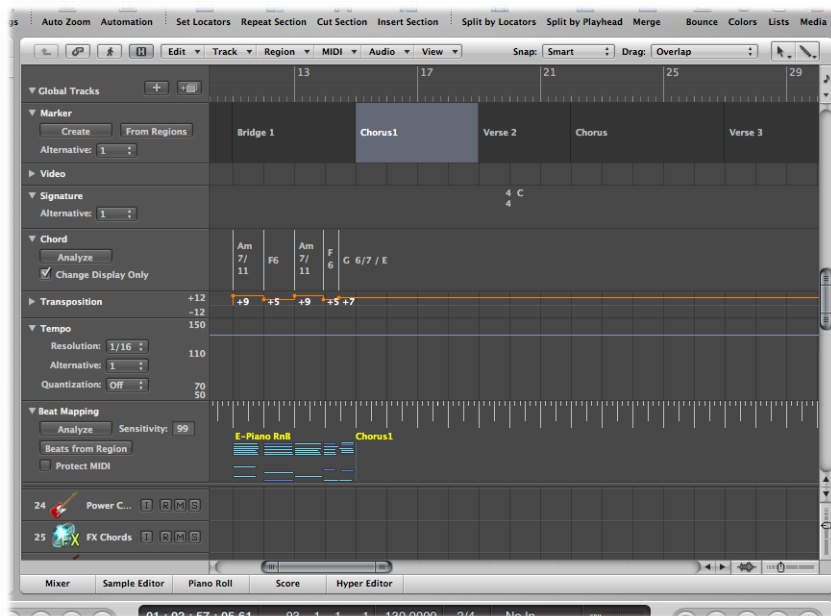 gs Auto Zoom Automation Set Locators Repeat Section Cut Section Insert Section Split by Locators Split by Playhead Merge Bounce Colors Lists Media
H Edit Track Region MIDI Audio View Snap: Smart Drag: Overlap
13 17 21 25 29
Global Tracks
Marker
Create From Regions
Alternative: 1
Bridge 1 Chorus1 Verse 2 Chorus Verse 3
Video
Signature
Alternative: 1
4 C
4
Chord
Analyze
Change Display Only
Am
7/
11
F6
Am
7/
11
F
6
G 6/7 / E
Transposition +12
-12
+9 +5 +9 +5 +7
Tempo 150
Resolution: 1/16
110
Alternative: 1
Quantization: Off 70
50
Beat Mapping
Analyze Sensitivity: 99
Beats from Region
Protect MIDI
E-Piano RnB Chorus1
24 Power C... I R M S
25 FX FX Chords I R M S
Mixer Sample Editor Piano Roll Score Hyper Editor